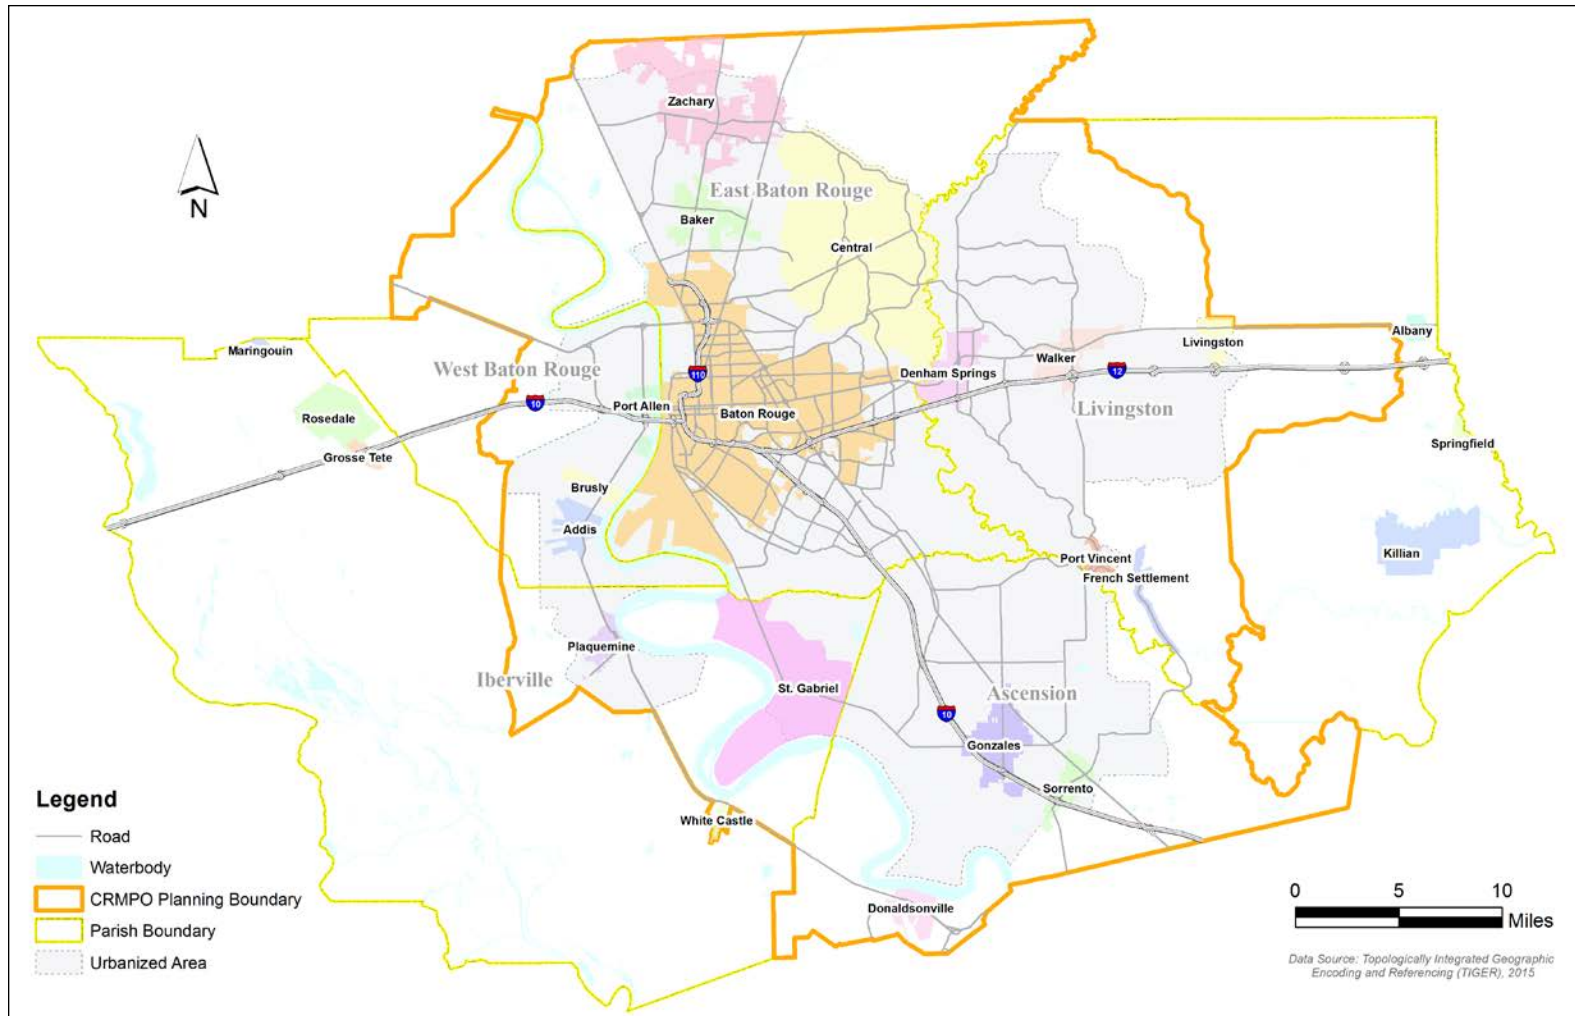 Zachary
East Baton Rouge
Baker
Central
N
Maringouin
Albany
Livingston
Walker
Denham Springs
West Baton Rouge
110
12
10
Port Allen
Baton Rouge
Livingston
Rosedale
Grosse Tete
Springfield
Brusly
Addis
Killian
Port Vincent
French Settlement
Plaquemine
Iberville
St. Gabriel
Ascension
10
Gonzales
Sorrento
White Castle
Donaldsonville
Legend
Road
Waterbody
CRMPO Planning Boundary
Parish Boundary
Urbanized Area
0 5 10
Miles
Data Source: Topologically Integrated Geographic
Encoding and Referencing (TIGER), 2015